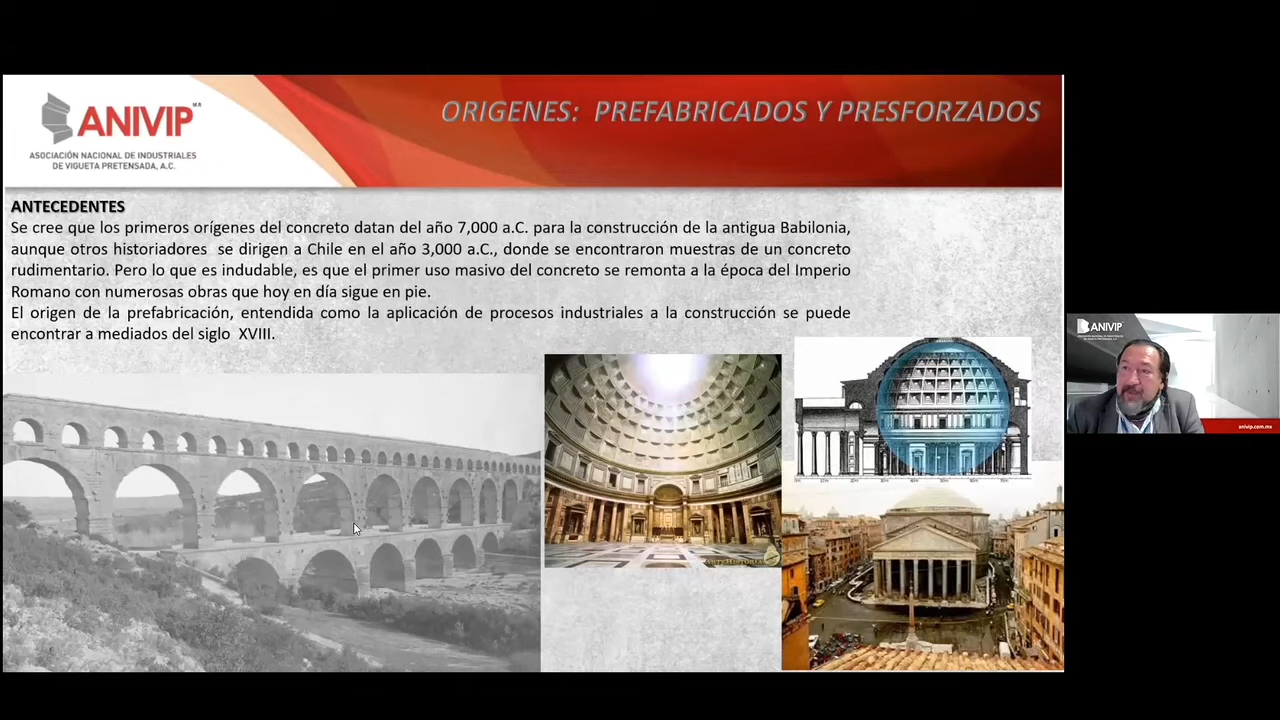 ANIVIP M.R.
ASOCIACIÓN NACIONAL DE INDUSTRIALES
DE VIGUETA PRETENSADA, A.C.
ORIGENES: PREFABRICADOS Y PRESFORZADOS
ANTECEDENTES
Se cree que los primeros orígenes del concreto datan del año 7,000 a.C. para la construcción de la antigua Babilonia,
aunque otros historiadores se dirigen a Chile en el año 3,000 a.C., donde se encontraron muestras de un concreto
rudimentario. Pero lo que es indudable, es que el primer uso masivo del concreto se remonta a la época del Imperio
Romano con numerosas obras que hoy en día sigue en pie.
El origen de la prefabricación, entendida como la aplicación de procesos industriales a la construcción se puede
encontrar a mediados del siglo XVIII.
ARTEHISTORIA
ANIVIP
anivip.com.mx